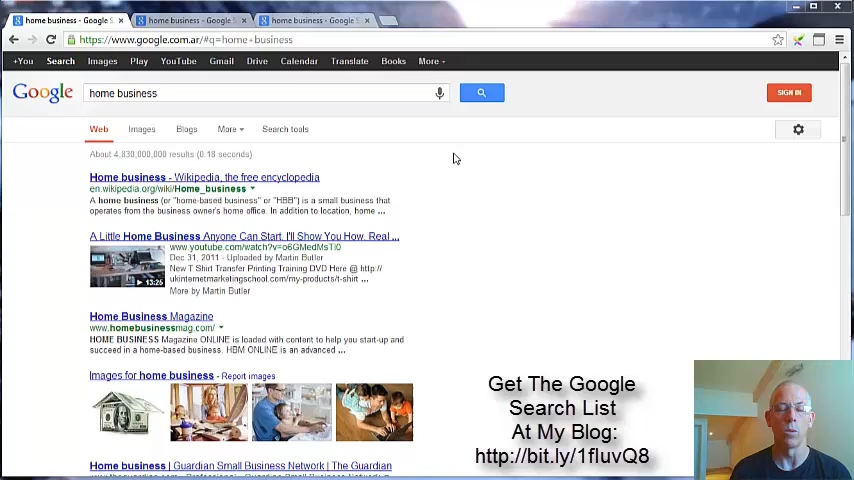 home business - Google S
home business - Google S
home business - Google S
https://www.google.com.ar/#q=home+business
+You Search Images Play YouTube Gmail Drive Calendar Translate Books More
Google
home business
SIGN IN
Web Images Blogs More Search tools
About 4,830,000,000 results (0.18 seconds)
Home business - Wikipedia, the free encyclopedia
en.wikipedia.org/wiki/Home_business
A home business (or "home-based business" or "HBB") is a small business that
operates from the business owner's home office. In addition to location, home ...
A Little Home Business Anyone Can Start, I'll Show You How. Real ...
www.youtube.com/watch?v=o6GMedMsTI0
Dec 31, 2011 - Uploaded by Martin Butler
New T Shirt Transfer Printing Training DVD Here @ http://
ukinternetmarketingschool.com/my-products/t-shirt ...
More by Martin Butler
13:25
Home Business Magazine
www.homebusinessmag.com/
HOME BUSINESS Magazine ONLINE is loaded with content to help you start-up and
succeed in a home-based business. HBM ONLINE is an advanced ...
Images for home business - Report images
Home business | Guardian Small Business Network | The Guardian
Get The Google
Search List
At My Blog:
http://bit.ly/1fIuvQ8